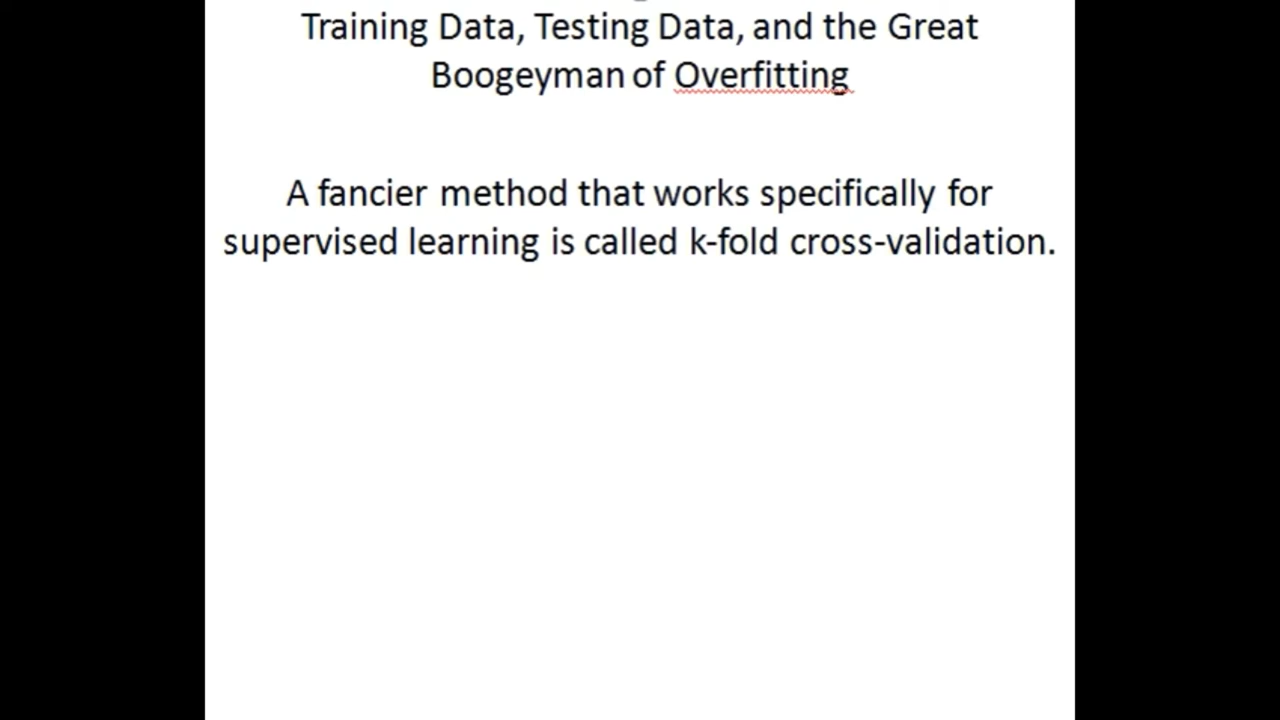 Training Data, Testing Data, and the Great
Boogeyman of Overfitting
A fancier method that works specifically for
supervised learning is called k-fold cross-validation.